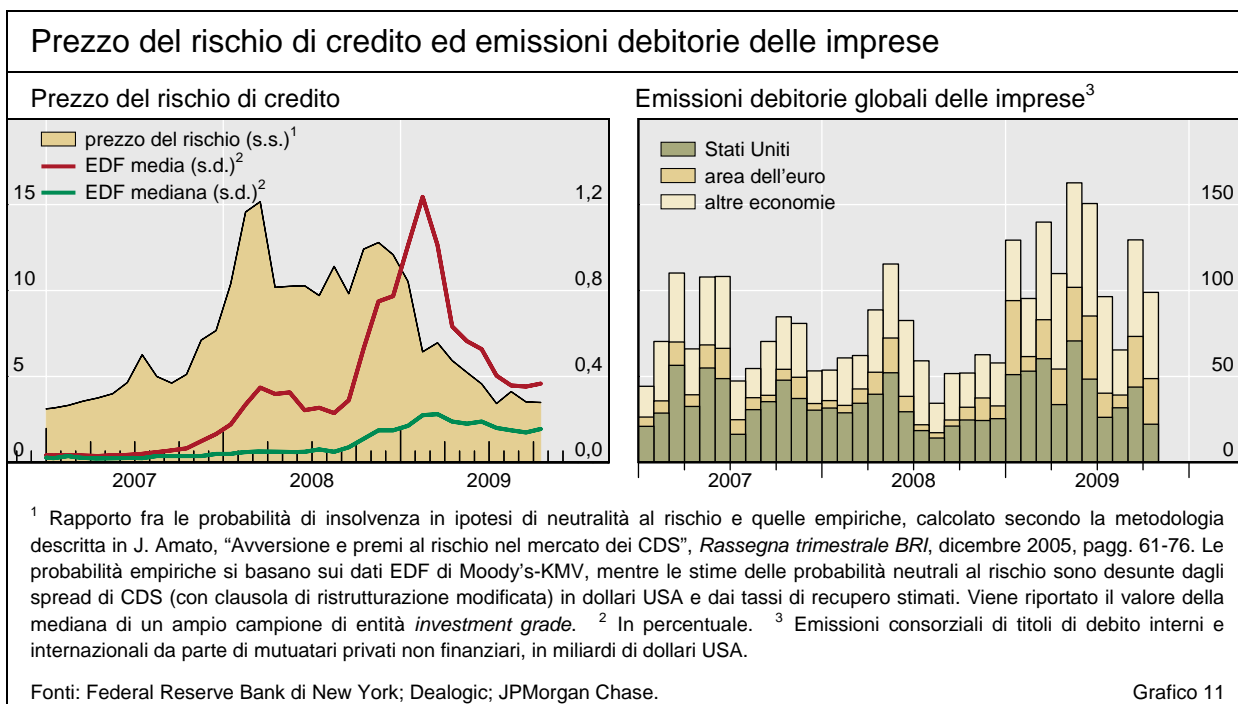 Prezzo del rischio di credito ed emissioni debitorie delle imprese
Prezzo del rischio di credito
prezzo del rischio (s.s.)¹
EDF media (s.d.)²
EDF mediana (s.d.)²
15
10
5
0
1,2
0,8
0,4
0,0
2007
2008
2009
Emissioni debitorie globali delle imprese³
Stati Uniti
area dell'euro
altre economie
150
100
50
0
2007
2008
2009
¹ Rapporto fra le probabilità di insolvenza in ipotesi di neutralità al rischio e quelle empiriche, calcolato secondo la metodologia
descritta in J. Amato, “Avversione e premi al rischio nel mercato dei CDS”, Rassegna trimestrale BRI, dicembre 2005, pagg. 61-76. Le
probabilità empiriche si basano sui dati EDF di Moody's-KMV, mentre le stime delle probabilità neutrali al rischio sono desunte dagli
spread di CDS (con clausola di ristrutturazione modificata) in dollari USA e dai tassi di recupero stimati. Viene riportato il valore della
mediana di un ampio campione di entità investment grade. ² In percentuale. ³ Emissioni consorziali di titoli di debito interni e
internazionali da parte di mutuatari privati non finanziari, in miliardi di dollari USA.
Fonti: Federal Reserve Bank di New York; Dealogic; JPMorgan Chase.
Grafico 11